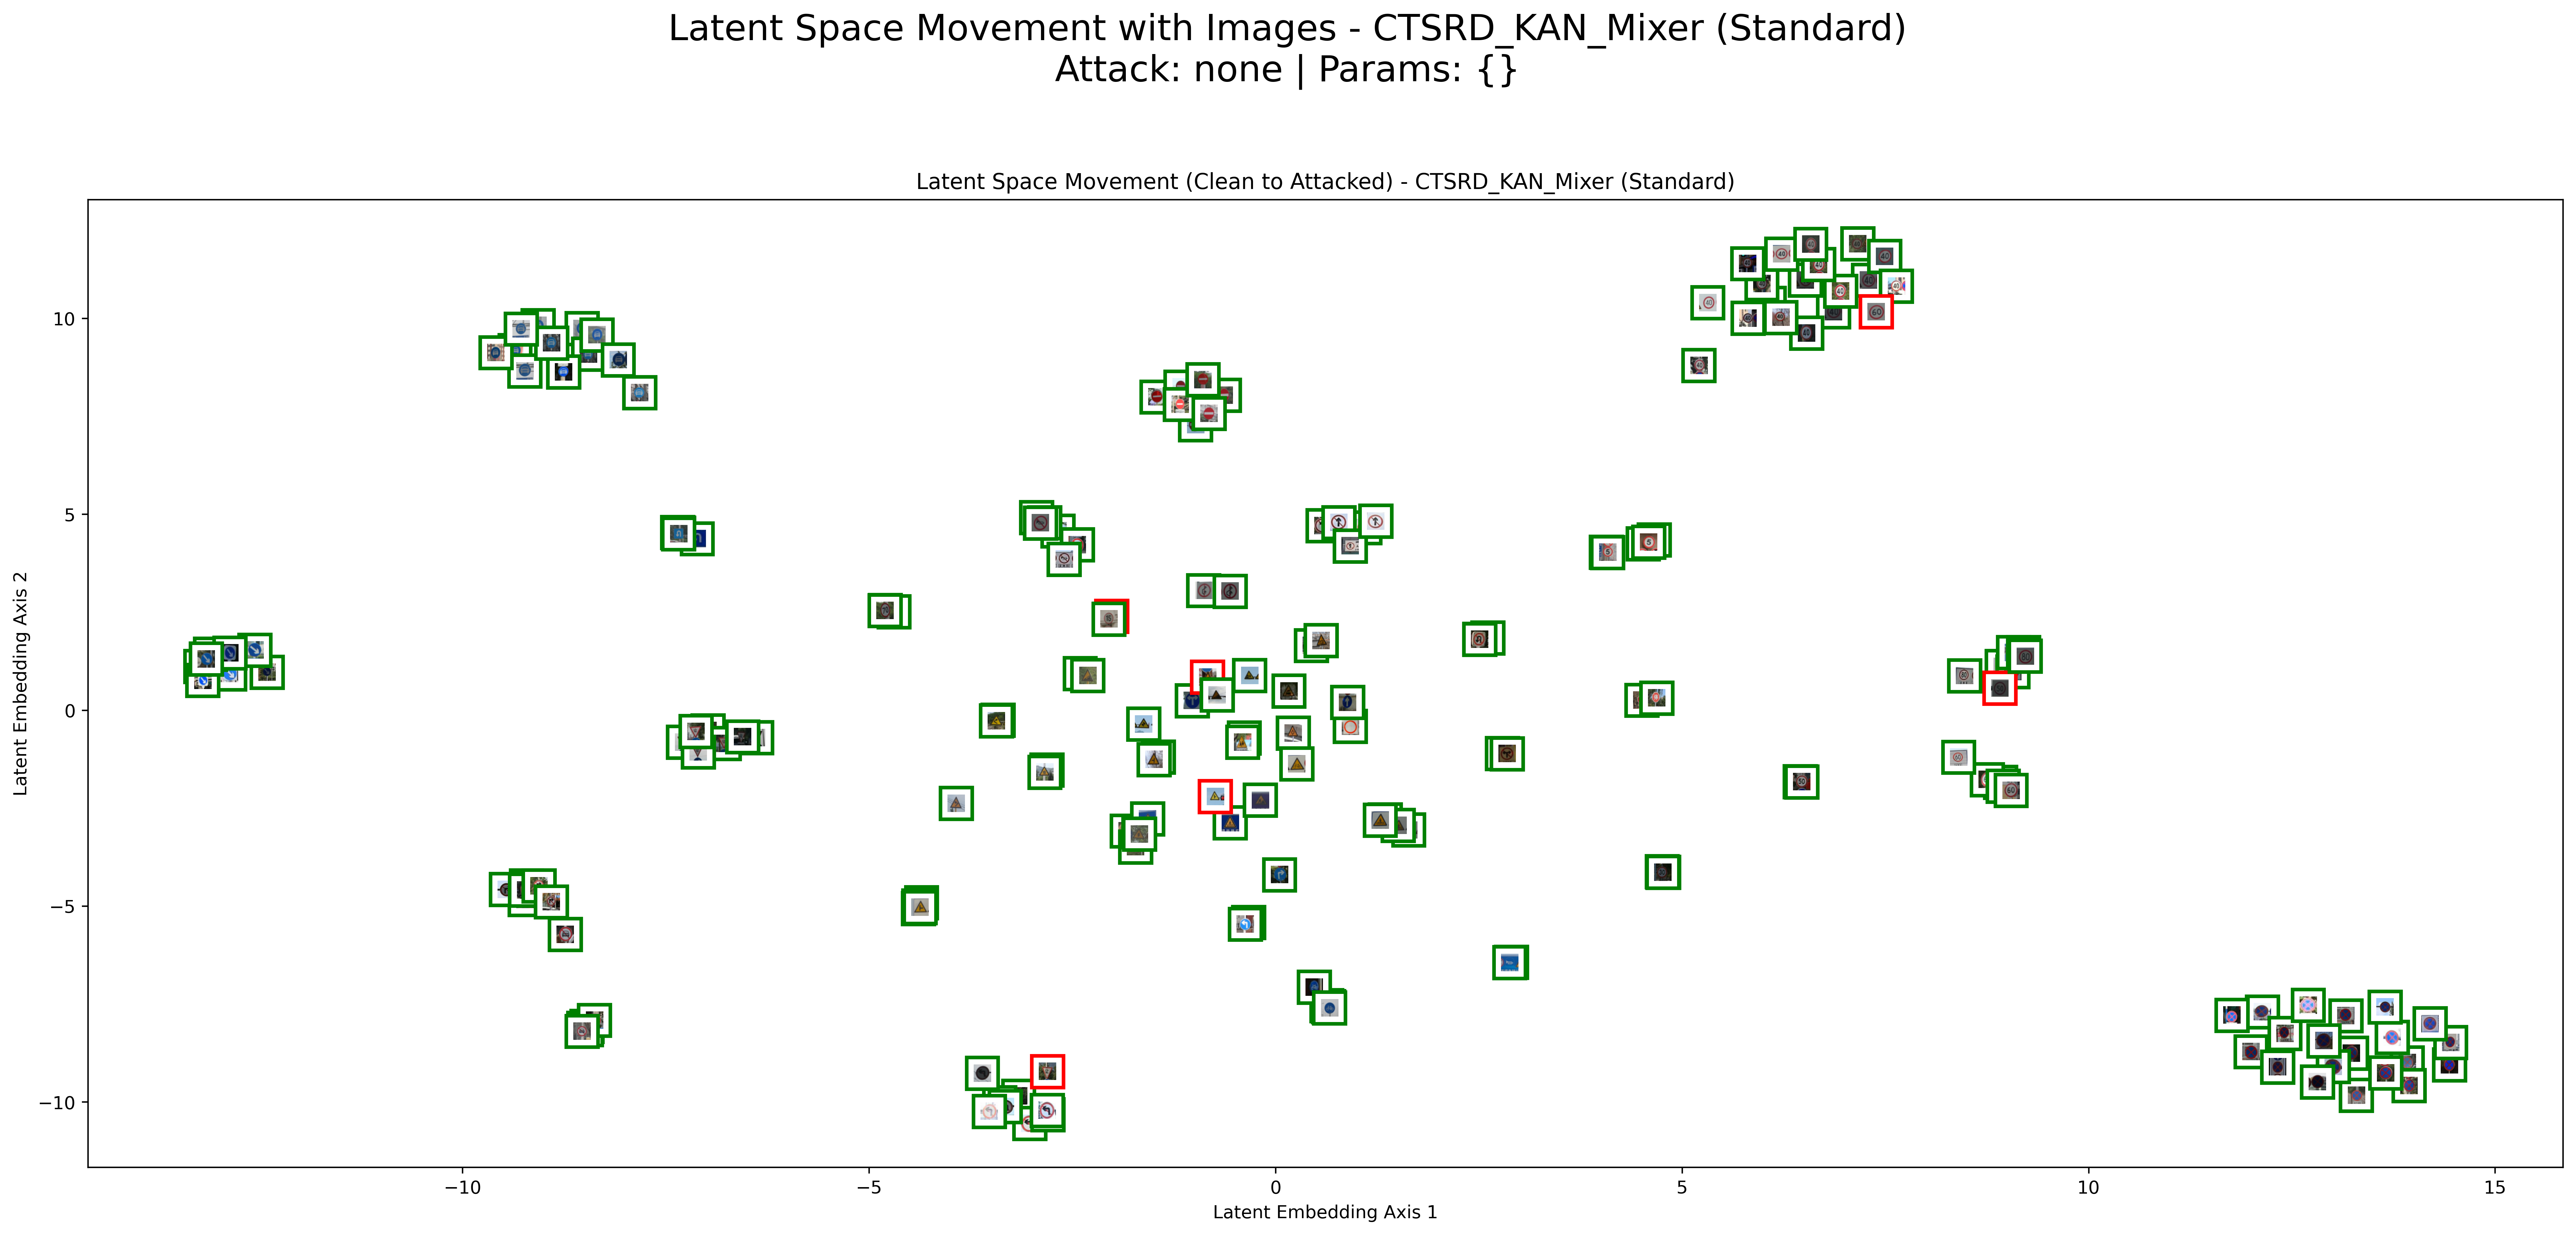 Latent Space Movement with Images - CTSRD_KAN_Mixer (Standard)
Attack: none | Params: {}
Latent Space Movement (Clean to Attacked) - CTSRD_KAN_Mixer (Standard)
Latent Embedding Axis 2
10
5
0
−5
−10
−10
−5
0
5
10
15
Latent Embedding Axis 1